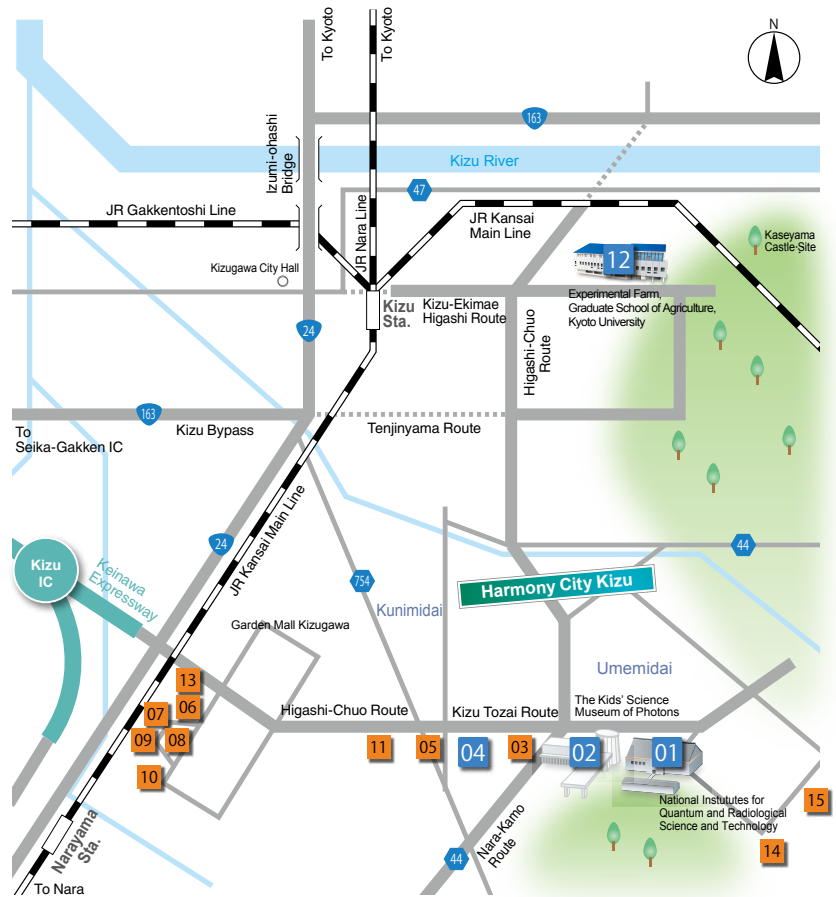 To Kyoto
To Kyoto
N
163
Izumi-ohashi
Bridge
Kizu River
47
JR Gakkentoshi Line
JR Nara Line
JR Kansai
Main Line
Kaseyama
Castle-Site
Kizugawa City Hall
12
Experimental Farm,
Graduate School of Agriculture,
Kyoto University
Kizu
Sta.
Kizu-Ekimae
Higashi Route
24
Higashi-Chuo
Route
163
Kizu Bypass
Tenjinyama Route
To
Seika-Gakken IC
JR Kansai Main Line
24
44
Kizu
IC
Keinawa
Expressway
754
Harmony City Kizu
Kunimidai
Garden Mall Kizugawa
Umemidai
13
06
07
Higashi-Chuo Route
Kizu Tozai Route
The Kids' Science
Museum of Photons
09
08
11
05
04
03
02
01
10
National Instututes for
Quantum and Radiological
Science and Technology
15
Narayama
Sta.
44
Nara-Kamo
Route
14
To Nara